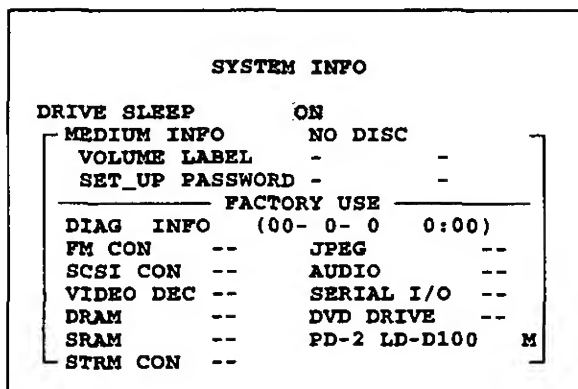 SYSTEM INFO
DRIVE SLEEP ON
MEDIUM INFO NO DISC
VOLUME LABEL - -
SET_UP PASSWORD - -
FACTORY USE
DIAG INFO (00- 0- 0 0:00)
FM CON -- JPEG --
SCSI CON -- AUDIO --
VIDEO DEC -- SERIAL I/O --
DRAM -- DVD DRIVE --
SRAM -- PD-2 LD-D100 M
STRM CON --